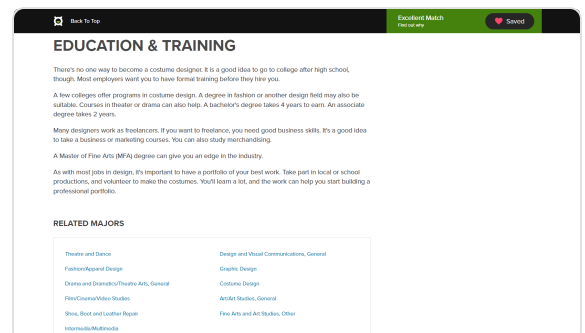 Back To Top
Excellent Match
Find out why
Saved
EDUCATION & TRAINING
There's no one way to become a costume designer. It is a good idea to go to college after high school,
though. Most employers want you to have formal training before they hire you.
A few colleges offer programs in costume design. A degree in fashion or another design field may also be
suitable. Courses in theater or drama can also help. A bachelor's degree takes 4 years to earn. An associate
degree takes 2 years.
Many designers work as freelancers. If you want to freelance, you need good business skills. It's a good idea
to take a business or marketing courses. You can also study merchandising.
A Master of Fine Arts (MFA) degree can give you an edge in the industry.
As with most jobs in design, it's important to have a portfolio of your best work. Take part in local or school
productions, and volunteer to make the costumes. You'll learn a lot, and the work can help you start building a
professional portfolio.
RELATED MAJORS
Theatre and Dance
Design and Visual Communications, General
Fashion/Apparel Design
Graphic Design
Drama and Dramatics/Theatre Arts, General
Costume Design
Film/Cinema/Video Studies
Art/Art Studies, General
Shoe, Boot and Leather Repair
Fine Arts and Art Studies, Other
Intermedia/Multimedia